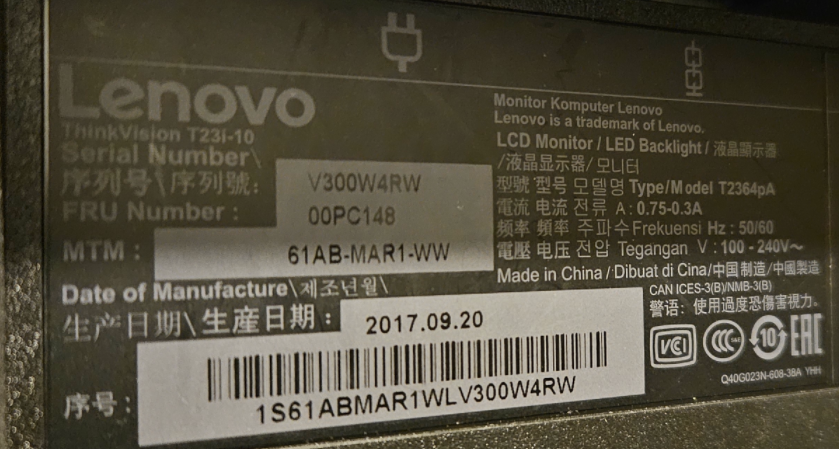 Lenovo
ThinkVision T23i-10
Serial Number\
序列号\序列號: V300W4RW
FRU Number : 00PC148
MTM : 61AB-MAR1-WW
Date of Manufacture\제조년월\
生产日期\生産日期: 2017.09.20
序号: 1S61ABMAR1WLV300W4RW
Monitor Komputer Lenovo
Lenovo is a trademark of Lenovo.
LCD Monitor / LED Backlight / 液晶顯示器
/液晶显示器/ 모니터
型號 型号 모델명 Type/Model T2364pA
電流 电流 전류 A: 0.75-0.3A
頻率 频率 주파수 Frekuensi Hz : 50/60
電壓 电压 전압 Tegangan V : 100 - 240V~
Made in China / Dibuat di Cina/中国制造/中國製造
CAN ICES-3(B)/NMB-3(B)
警语: 使用過度恐傷害視力。
VCCI
CCC S&E
10
EAC
Q40G023N-608-38A YHH